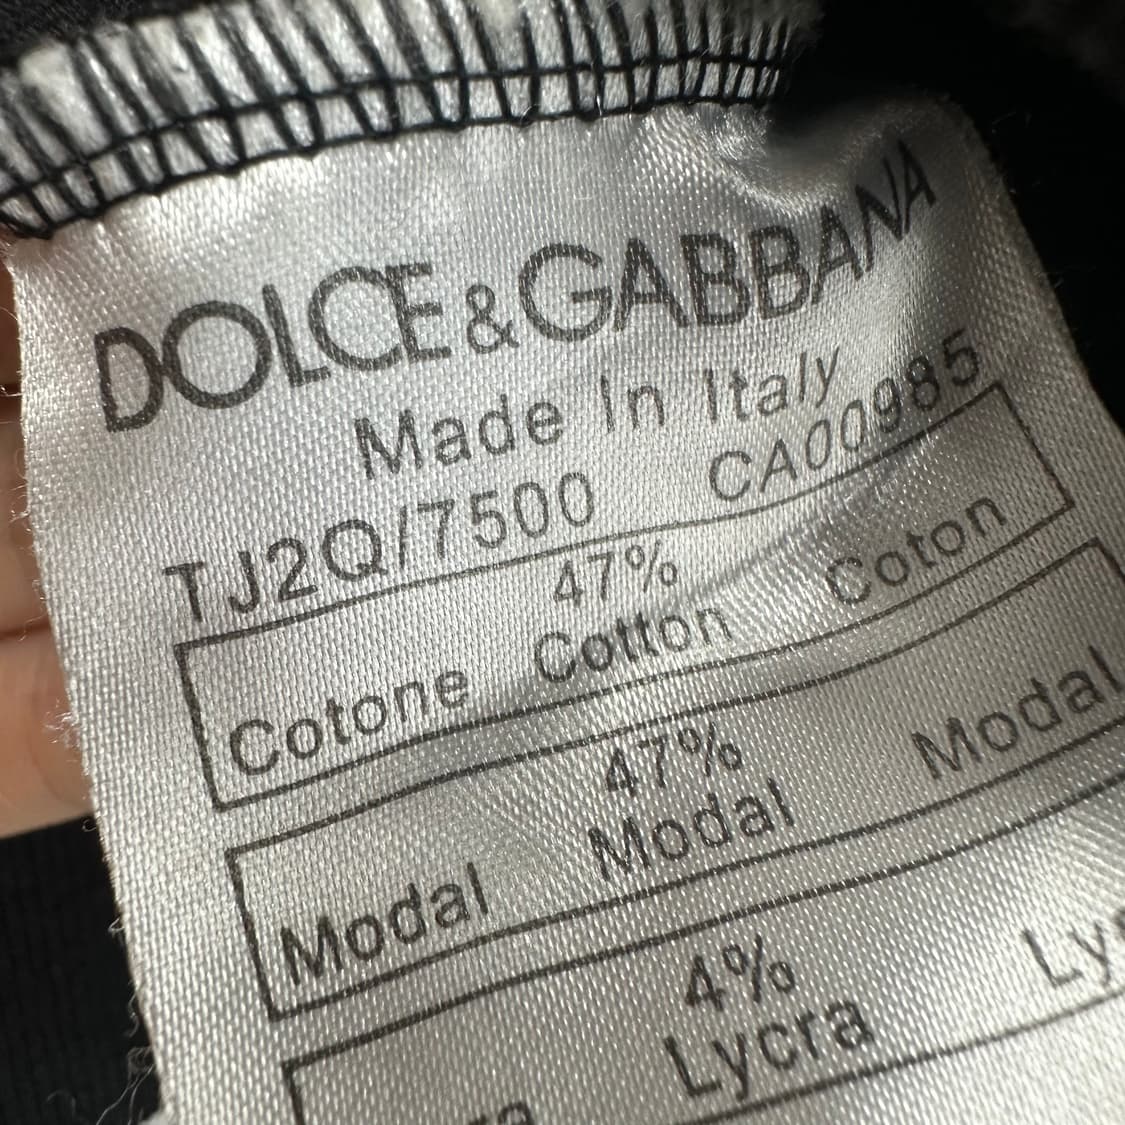 DOLCE&GABBANA
Made In Italy
TJ2Q/7500 CA00985
47%
Cotone Cotton Coton
47%
Modal Modal Modal
4%
Lycra